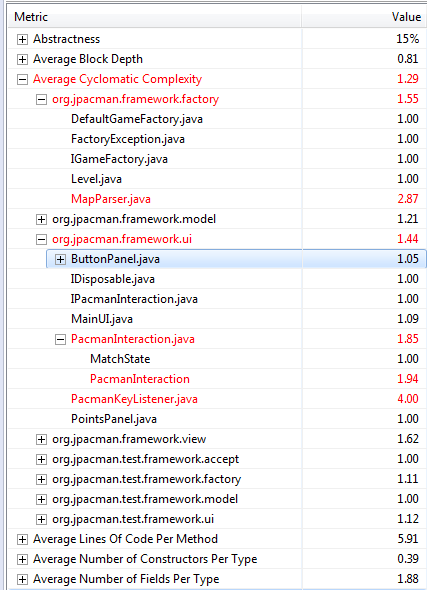 Metric Value
Abstractness 15%
Average Block Depth 0.81
Average Cyclomatic Complexity 1.29
org.jpacman.framework.factory 1.55
DefaultGameFactory.java 1.00
FactoryException.java 1.00
IGameFactory.java 1.00
Level.java 1.00
MapParser.java 2.87
org.jpacman.framework.model 1.21
org.jpacman.framework.ui 1.44
ButtonPanel.java 1.05
IDisposable.java 1.00
IPacmanInteraction.java 1.00
MainUI.java 1.09
PacmanInteraction.java 1.85
MatchState 1.00
PacmanInteraction 1.94
PacmanKeyListener.java 4.00
PointsPanel.java 1.00
org.jpacman.framework.view 1.62
org.jpacman.test.framework.accept 1.00
org.jpacman.test.framework.factory 1.11
org.jpacman.test.framework.model 1.00
org.jpacman.test.framework.ui 1.12
Average Lines Of Code Per Method 5.91
Average Number of Constructors Per Type 0.39
Average Number of Fields Per Type 1.88